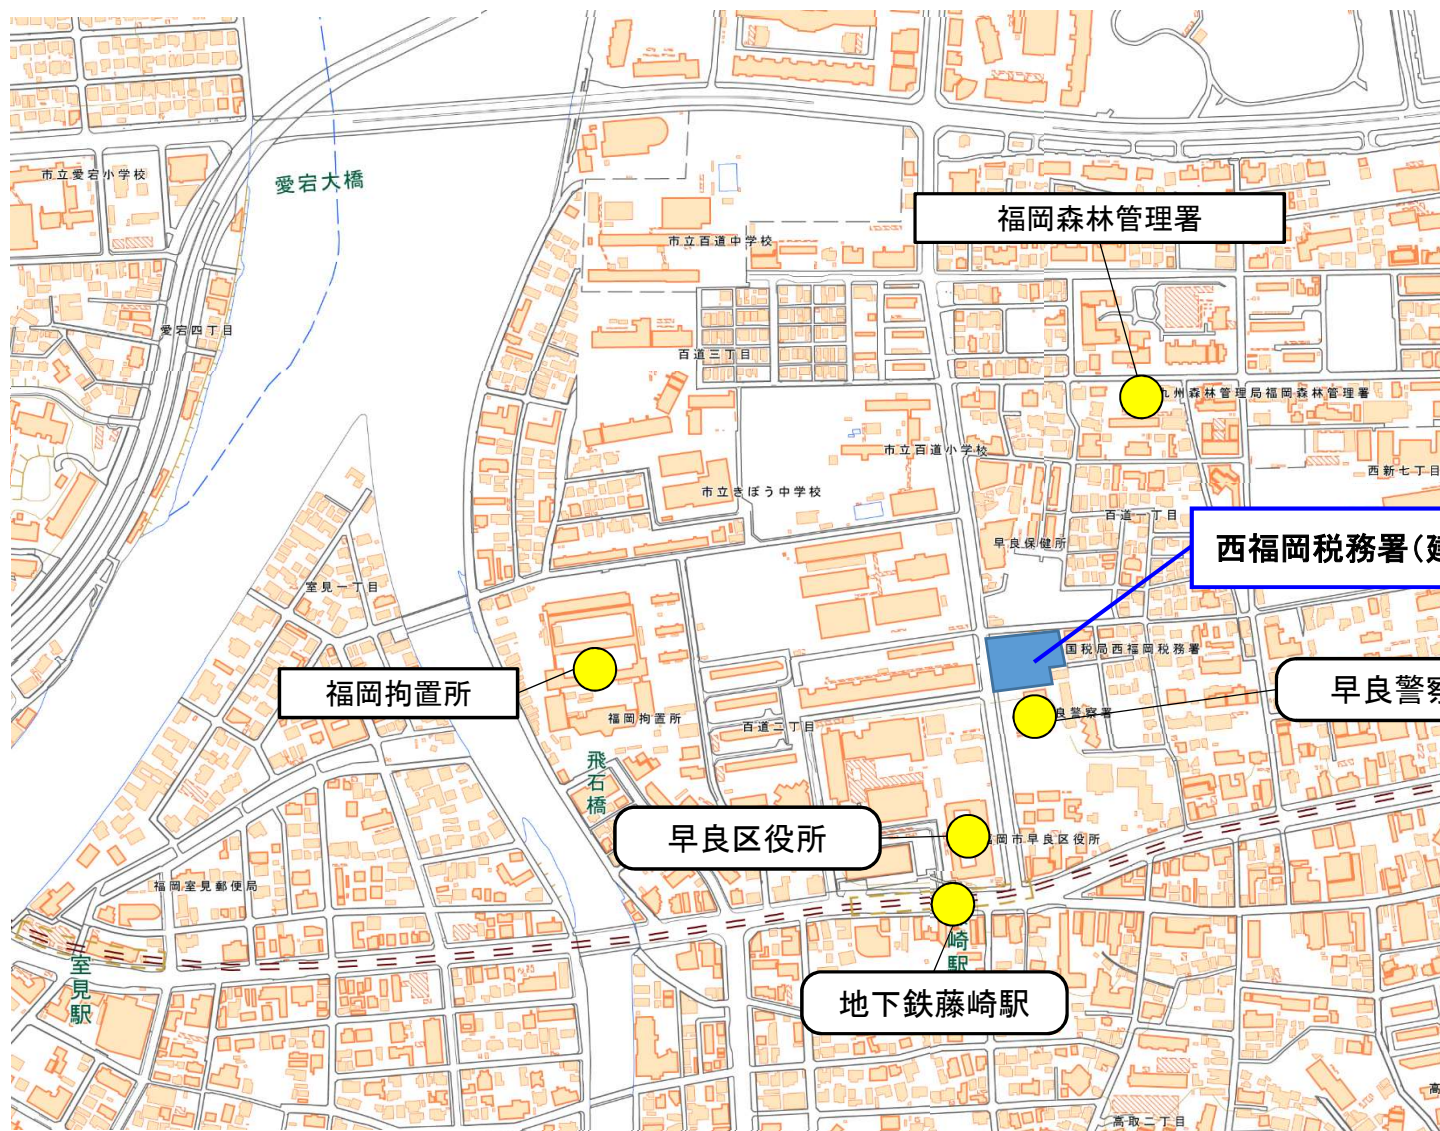 市立愛宕小学校
愛宕大橋
福岡森林管理署
市立百道中学校
愛宕四丁目
百道三丁目
九州森林管理局福岡森林管理署
市立百道小学校
西新七丁目
市立きぼう中学校
百道一丁目
早良保健所
西福岡税務署(建
室見一丁目
国税局西福岡税務署
福岡拘置所
早良警察
良警察署
福岡拘置所
百道二丁目
飛石橋
早良区役所
福岡市早良区役所
福岡室見郵便局
崎駅
室見駅
地下鉄藤崎駅
高取二丁目
高